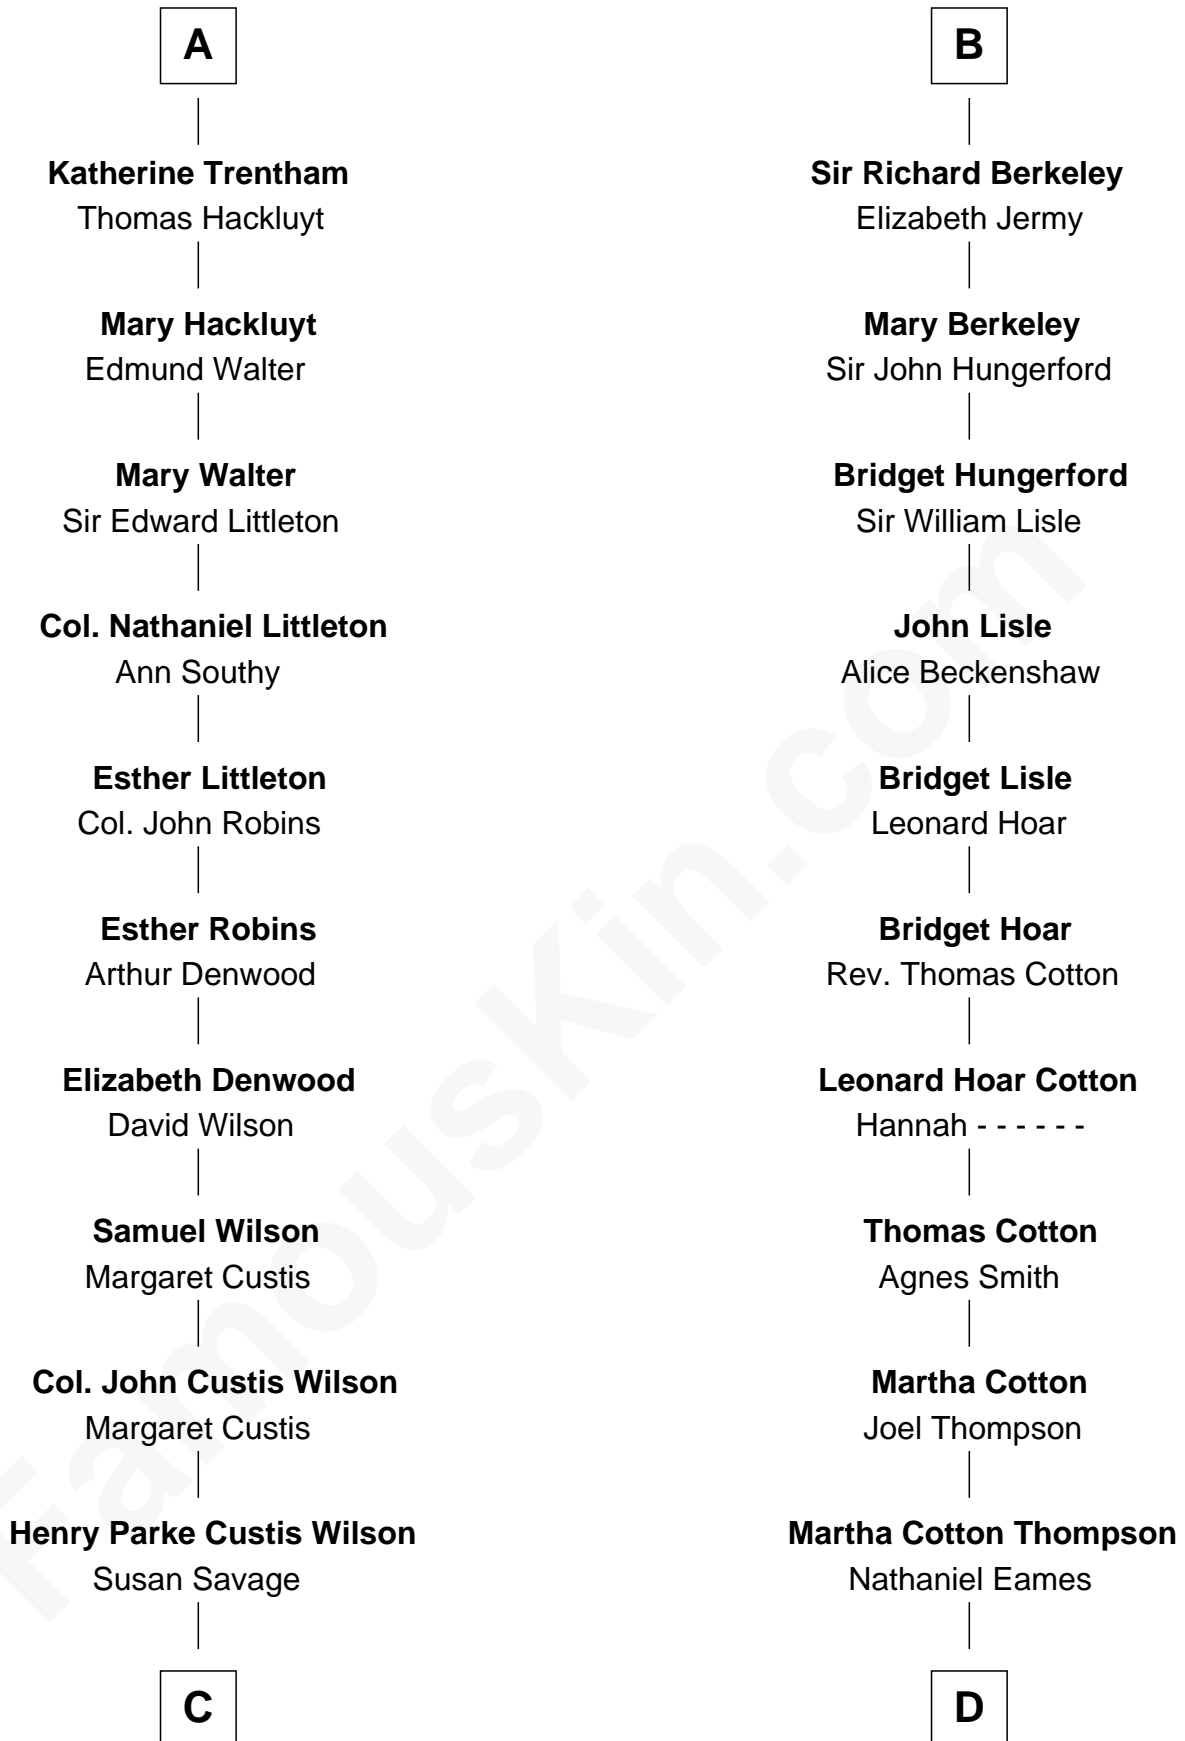 A
Katherine Trentham
Thomas Hackluyt
Mary Hackluyt
Edmund Walter
Mary Walter
Sir Edward Littleton
Col. Nathaniel Littleton
Ann Southy
Esther Littleton
Col. John Robins
Esther Robins
Arthur Denwood
Elizabeth Denwood
David Wilson
Samuel Wilson
Margaret Custis
Col. John Custis Wilson
Margaret Custis
Henry Parke Custis Wilson
Susan Savage
C
B
Sir Richard Berkeley
Elizabeth Jermy
Mary Berkeley
Sir John Hungerford
Bridget Hungerford
Sir William Lisle
John Lisle
Alice Beckenshaw
Bridget Lisle
Leonard Hoar
Bridget Hoar
Rev. Thomas Cotton
Leonard Hoar Cotton
Hannah - - - - - -
Thomas Cotton
Agnes Smith
Martha Cotton
Joel Thompson
Martha Cotton Thompson
Nathaniel Eames
D
FamousKin.com